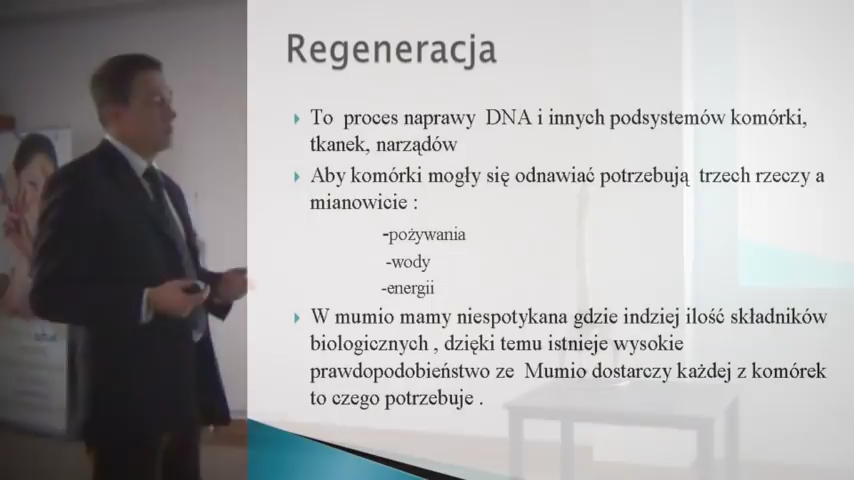 Regeneracja
To proces naprawy DNA i innych podsystemów komórki,
tkanek, narządów
Aby komórki mogły się odnawiać potrzebują trzech rzeczy a
mianowicie :
-pożywania
-wody
-energii
W mumio mamy niespotykana gdzie indziej ilość składników
biologicznych , dzięki temu istnieje wysokie
prawdopodobieństwo ze Mumio dostarczy każdej z komórek
to czego potrzebuje .